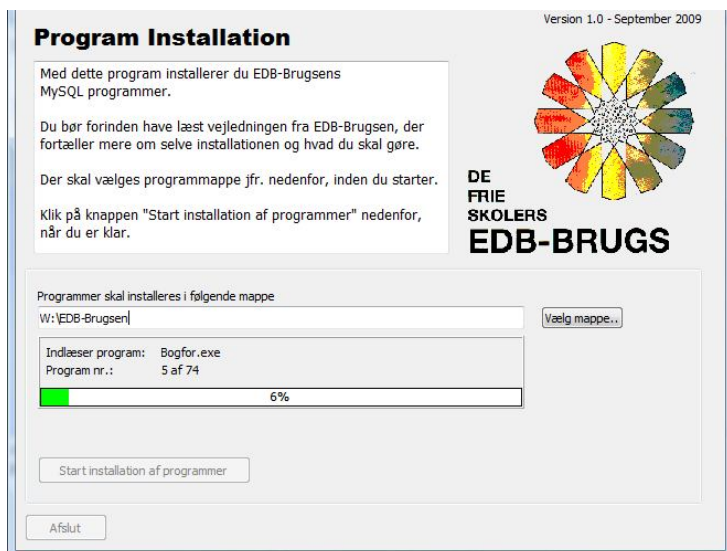 Version 1.0 - September 2009
Program Installation
Med dette program installerer du EDB-Brugsens
MySQL programmer.
Du bør forinden have læst vejledningen fra EDB-Brugsen, der
fortæller mere om selve installationen og hvad du skal gøre.
Der skal vælges programmappe jfr. nedenfor, inden du starter.
Klik på knappen "Start installation af programmer" nedenfor,
når du er klar.
DE
FRIE
SKOLERS
EDB-BRUGS
Programmer skal installeres i følgende mappe
W:\EDB-Brugsen
Vælg mappe..
Indlæser program: Bogfor.exe
Program nr.: 5 af 74
6%
Start installation af programmer
Afslut